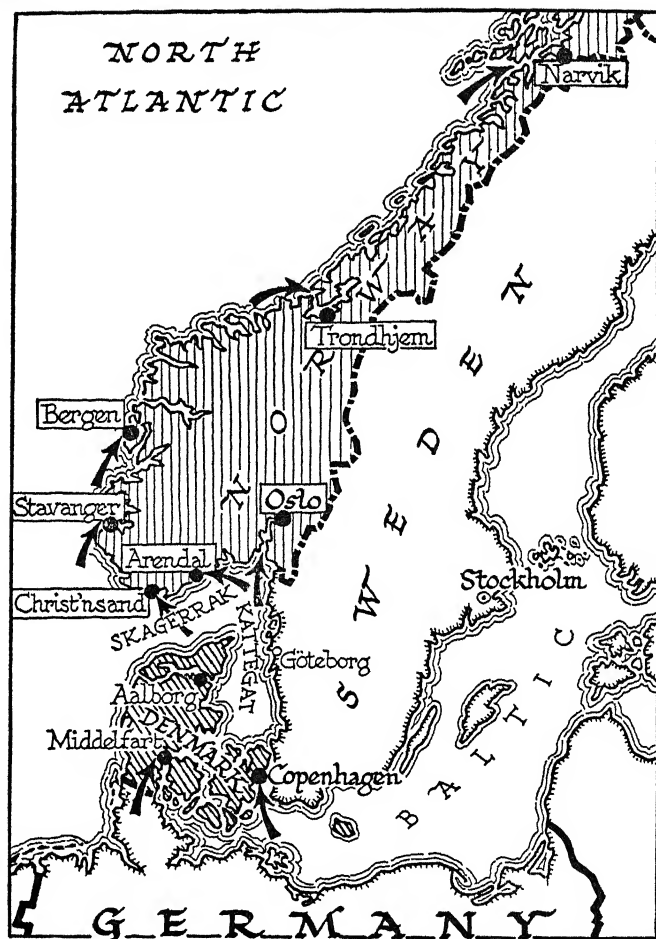 NORTH
ATLANTIC
Narvik
NORWAY
Trondhjem
SWEDEN
Bergen
Stavanger
Oslo
Arendal
Christ'nsand
SKAGERRAK
KATTEGAT
Stockholm
Göteborg
Aalborg
DENMARK
Middelfart
Copenhagen
BALTIC
GERMANY